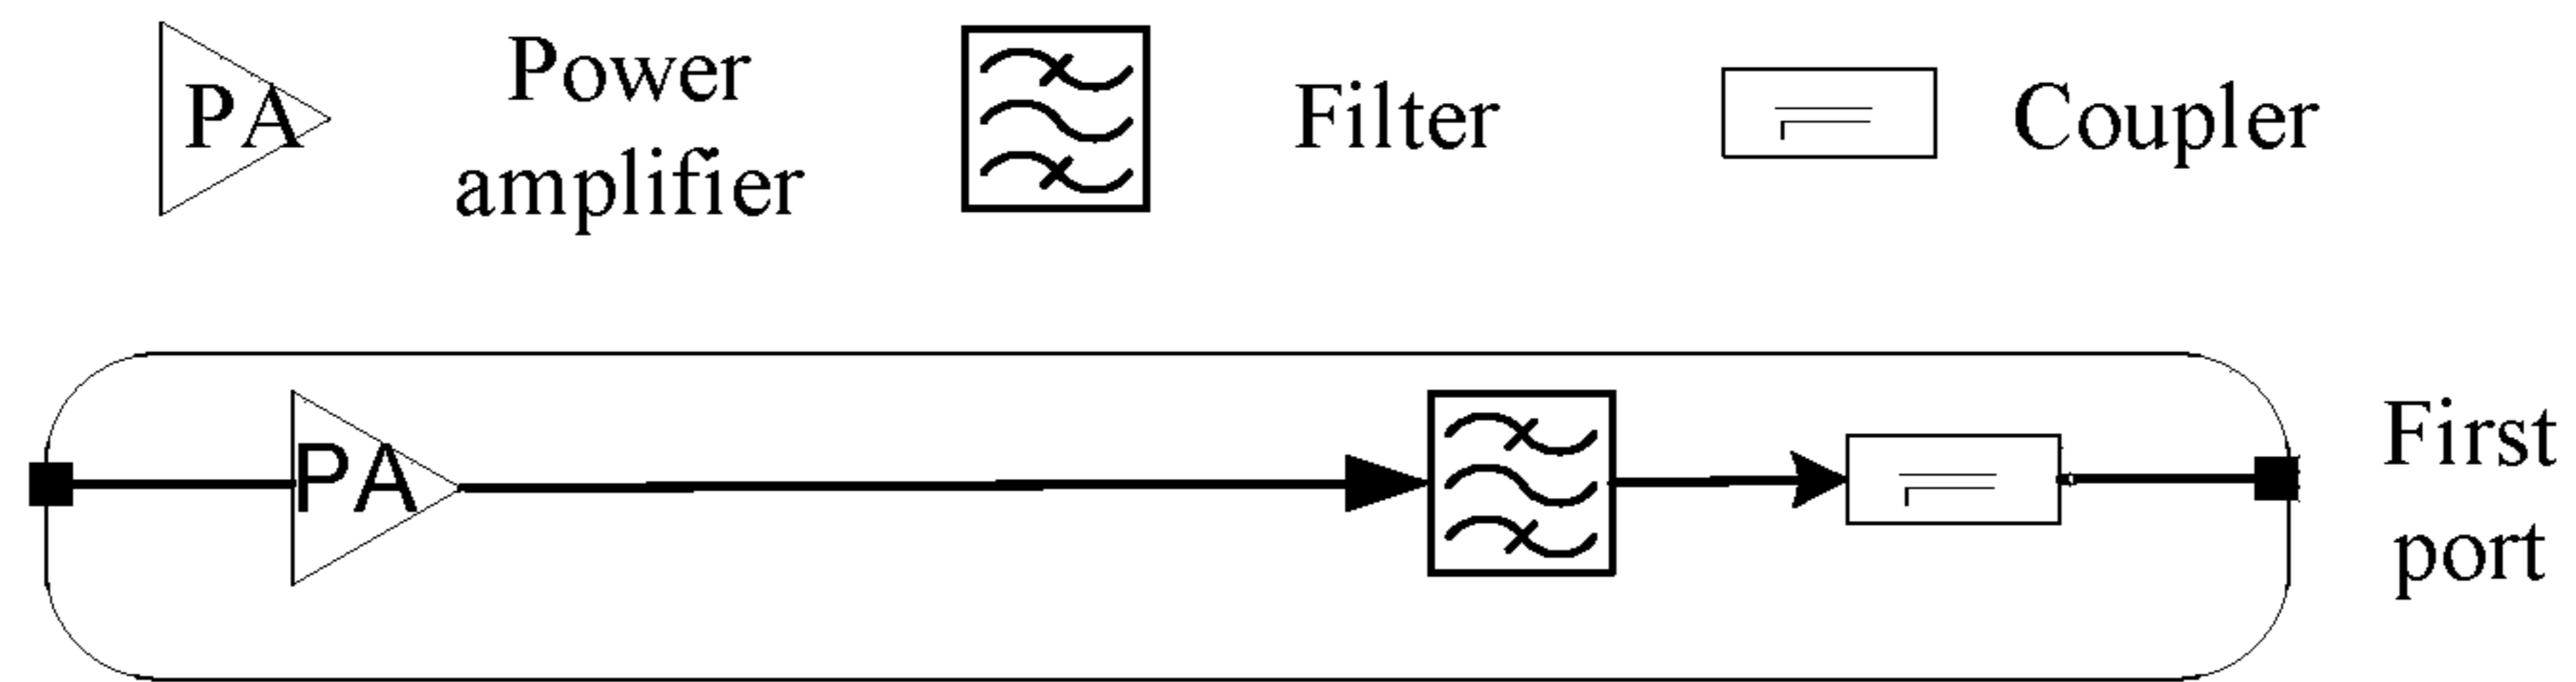 PA
Power
amplifier
Filter
Coupler
PA
First
port